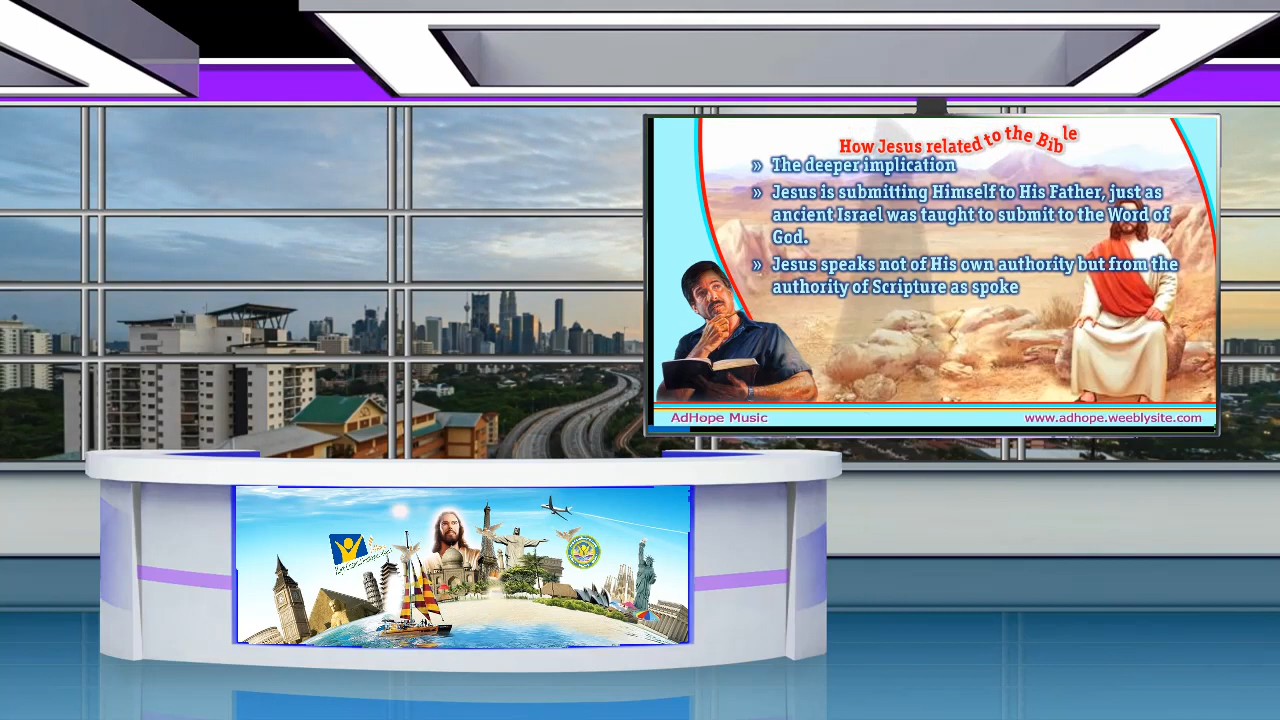 How Jesus related to the Bible
» The deeper implication
» Jesus is submitting Himself to His Father, just as
ancient Israel was taught to submit to the Word of
God.
» Jesus speaks not of His own authority but from the
authority of Scripture as spoke
AdHope Music
www.adhope.weeblysite.com